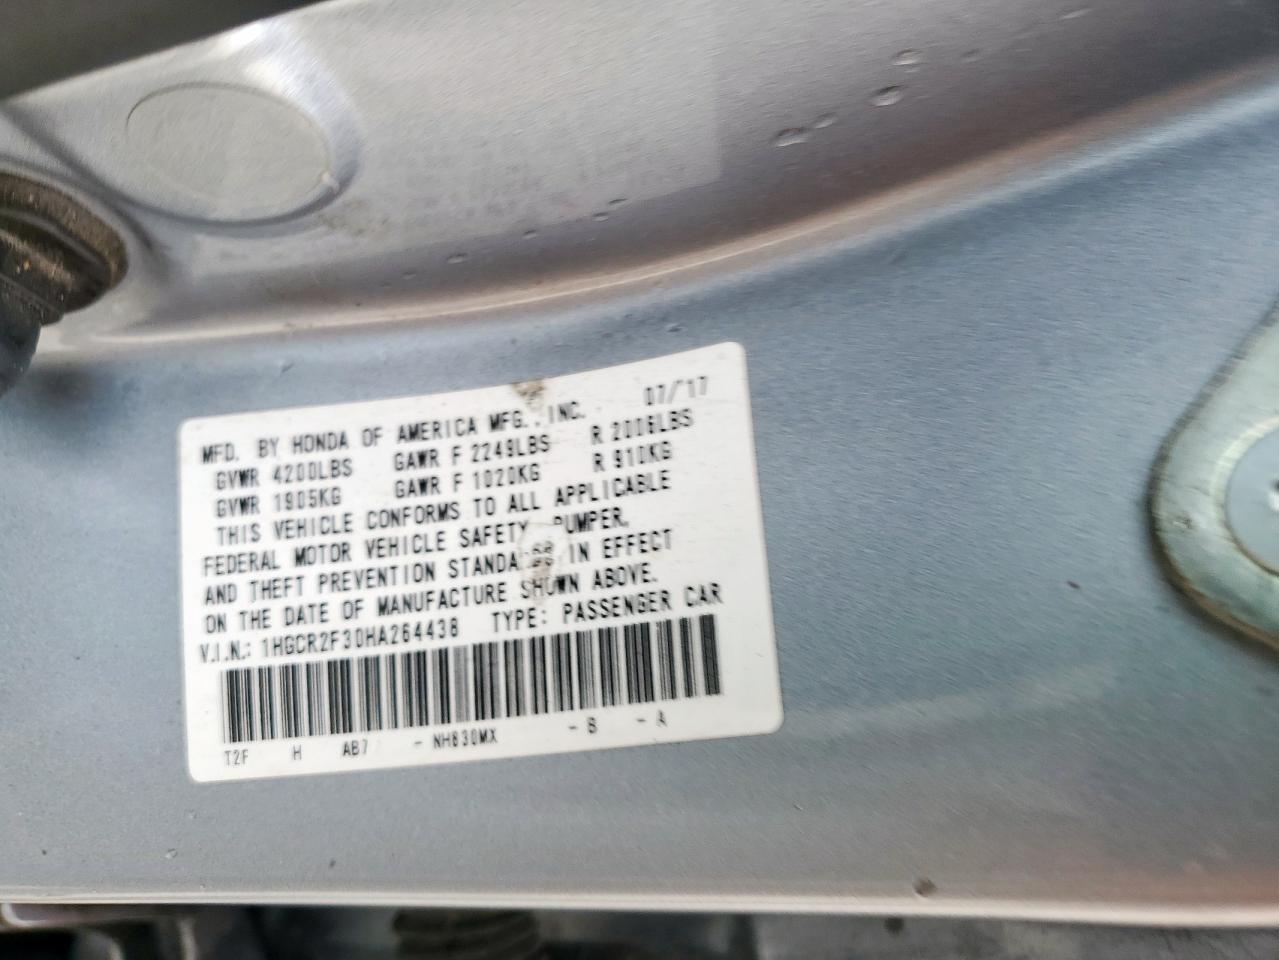 MFD. BY HONDA OF AMERICA MFG., INC. 07/'17
GVWR 4200LBS GAWR F 2249LBS R 2006LBS
GVWR 1905KG GAWR F 1020KG R 910KG
THIS VEHICLE CONFORMS TO ALL APPLICABLE
FEDERAL MOTOR VEHICLE SAFETY, BUMPER,
AND THEFT PREVENTION STANDARDS IN EFFECT
ON THE DATE OF MANUFACTURE SHOWN ABOVE.
V.I.N.: 1HGCR2F30HA264438 TYPE: PASSENGER CAR
T2F H AB7 - NH830MX - B - A